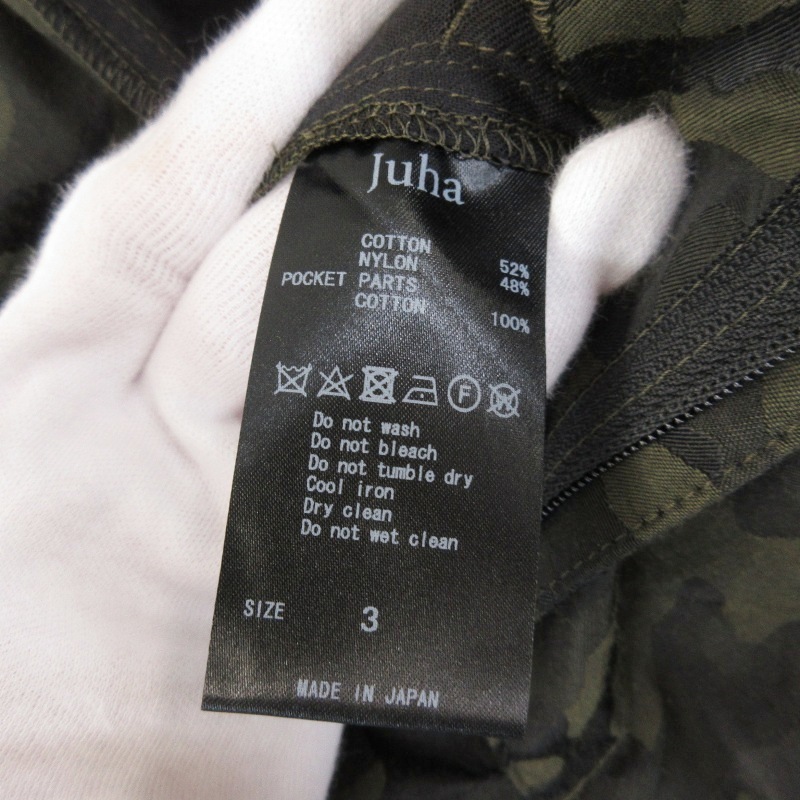 Juha
COTTON 52%
NYLON 48%
POCKET PARTS
COTTON 100%
F
W
Do not wash
Do not bleach
Do not tumble dry
Cool iron
Dry clean
Do not wet clean
SIZE 3
MADE IN JAPAN